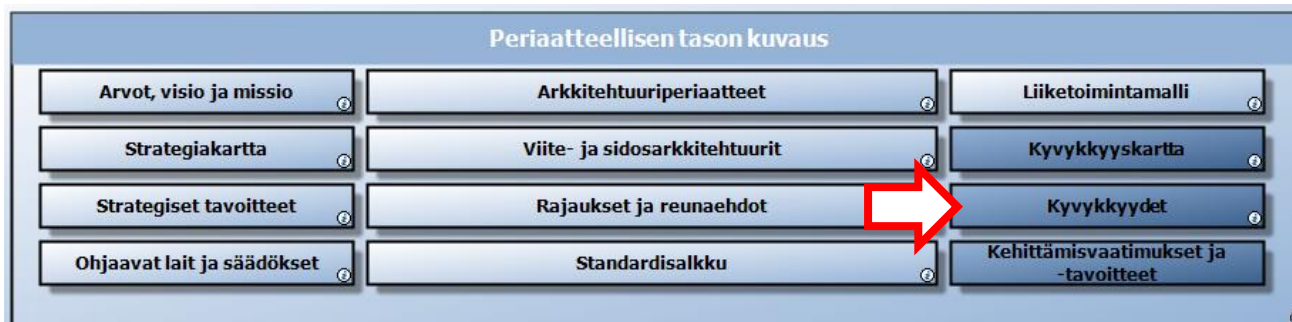 Periaatteellisen tason kuvaus
Arvot, visio ja missio
Arkkitehtuuriperiaatteet
Liiketoimintamalli
Strategiakartta
Viite- ja sidosarkkitehtuurit
Kyvykkyyskartta
Strategiset tavoitteet
Rajaukset ja reunaehdot
Kyvykkyydet
Ohjaavat lait ja säädökset
Standardisalkku
Kehittämisvaatimukset ja
-tavoitteet